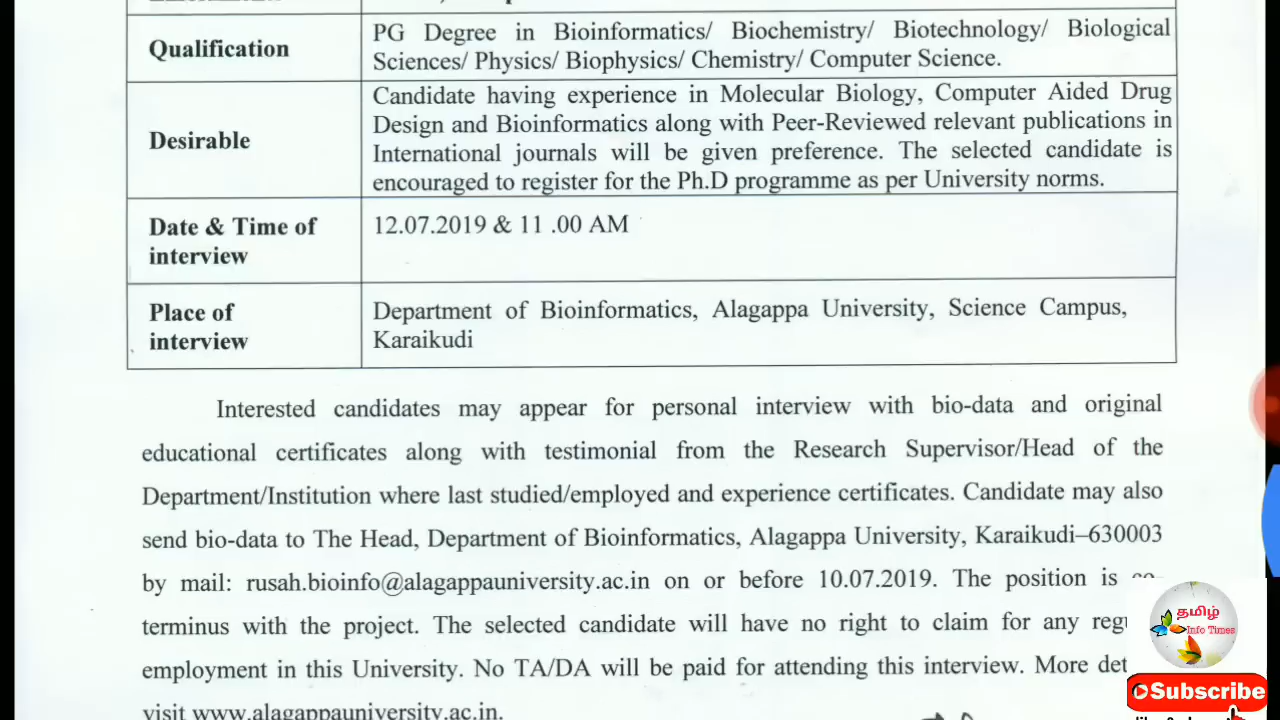 Qualification
PG Degree in Bioinformatics/ Biochemistry/ Biotechnology/ Biological
Sciences/ Physics/ Biophysics/ Chemistry/ Computer Science.
Desirable
Candidate having experience in Molecular Biology, Computer Aided Drug
Design and Bioinformatics along with Peer-Reviewed relevant publications in
International journals will be given preference. The selected candidate is
encouraged to register for the Ph.D programme as per University norms.
Date & Time of
interview
12.07.2019 & 11 .00 AM
Place of
interview
Department of Bioinformatics, Alagappa University, Science Campus,
Karaikudi
Interested candidates may appear for personal interview with bio-data and original
educational certificates along with testimonial from the Research Supervisor/Head of the
Department/Institution where last studied/employed and experience certificates. Candidate may also
send bio-data to The Head, Department of Bioinformatics, Alagappa University, Karaikudi–630003
by mail: rusah.bioinfo@alagappauniversity.ac.in on or before 10.07.2019. The position is co-
terminus with the project. The selected candidate will have no right to claim for any
employment in this University. No TA/DA will be paid for attending this interview. More
visit www.alagappauniversity.ac.in.
தமிழ்
Info Times
Subscribe